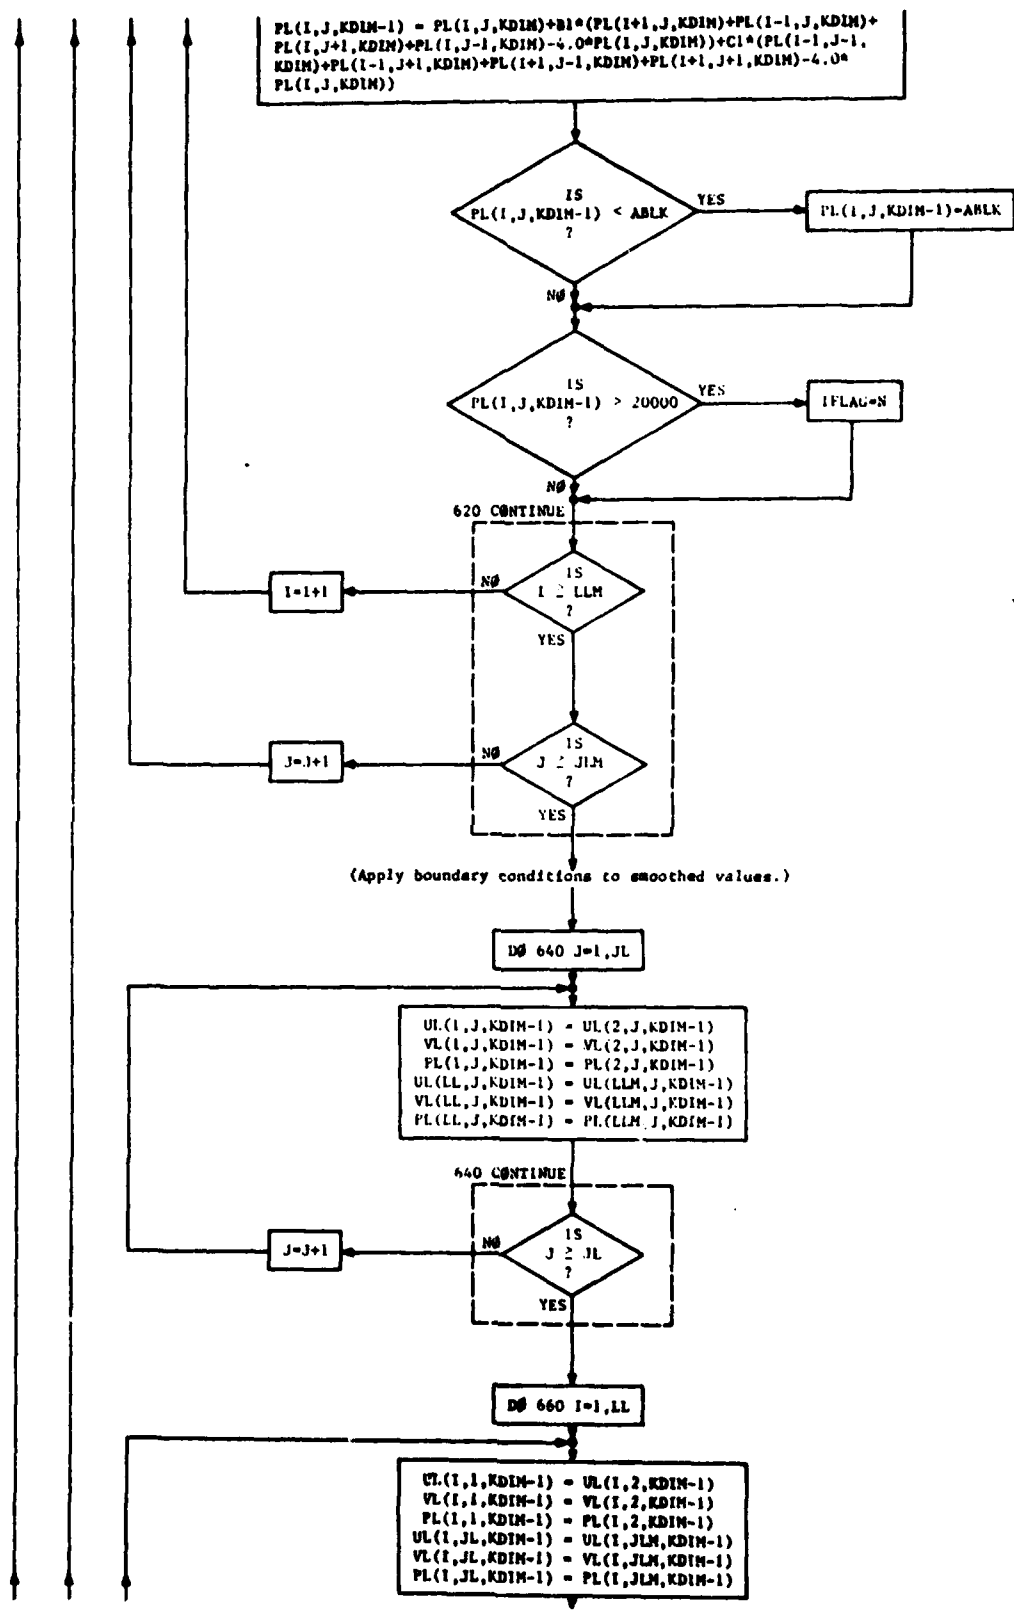 PL(I,J,KDIM-1) = PL(I,J,KDIM)+B1*(PL(I+1,J,KDIM)+PL(I-1,J,KDIM)+
PL(I,J+1,KDIM)+PL(I,J-1,KDIM)-4.0*PL(I,J,KDIM))+C1*(PL(I-1,J-1,
KDIM)+PL(I-1,J+1,KDIM)+PL(I+1,J-1,KDIM)+PL(I+1,J+1,KDIM)-4.0*
PL(I,J,KDIM))
IS
PL(I,J,KDIM-1) < ABLK
?
YES
PL(I,J,KDIM-1)=ABLK
NØ
IS
PL(I,J,KDIM-1) > 20000
?
YES
IFLAG=N
NØ
620 CØNTINUE
IS
I ≥ LLM
?
NØ
I=I+1
YES
IS
J ≥ JLM
?
NØ
J=J+1
YES
(Apply boundary conditions to smoothed values.)
DØ 640 J=1,JL
UL(1,J,KDIM-1) = UL(2,J,KDIM-1)
VL(1,J,KDIM-1) = VL(2,J,KDIM-1)
PL(1,J,KDIM-1) = PL(2,J,KDIM-1)
UL(LL,J,KDIM-1) = UL(LLM,J,KDIM-1)
VL(LL,J,KDIM-1) = VL(LLM,J,KDIM-1)
PL(LL,J,KDIM-1) = PL(LLM,J,KDIM-1)
640 CØNTINUE
IS
J ≥ JL
?
NØ
J=J+1
YES
DØ 660 I=1,LL
UL(I,1,KDIM-1) = UL(I,2,KDIM-1)
VL(I,1,KDIM-1) = VL(I,2,KDIM-1)
PL(I,1,KDIM-1) = PL(I,2,KDIM-1)
UL(I,JL,KDIM-1) = UL(I,JLM,KDIM-1)
VL(I,JL,KDIM-1) = VL(I,JLM,KDIM-1)
PL(I,JL,KDIM-1) = PL(I,JLM,KDIM-1)